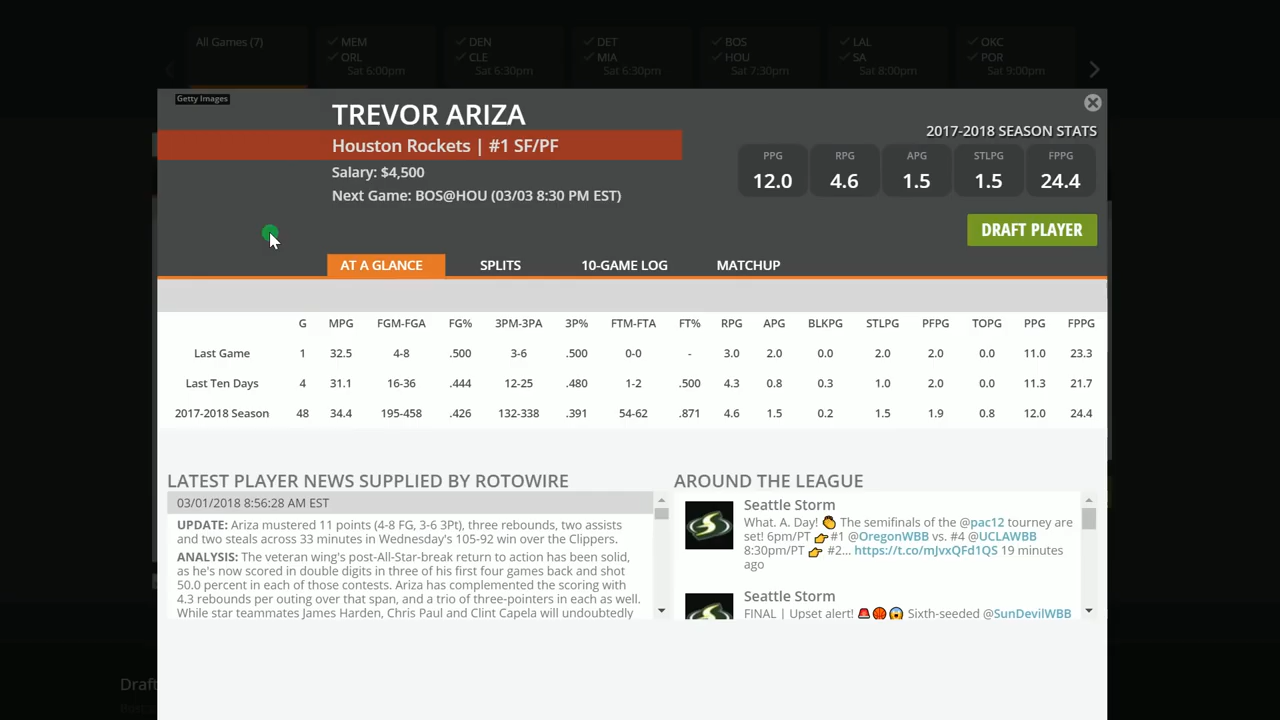 All Games (7)
MEM
ORL
Sat 6:00pm
DEN
CLE
Sat 6:30pm
DET
MIA
Sat 6:30pm
BOS
HOU
Sat 7:30pm
LAL
SA
Sat 8:00pm
OKC
POR
Sat 9:00pm
Getty Images
TREVOR ARIZA
Houston Rockets | #1 SF/PF
Salary: $4,500
Next Game: BOS@HOU (03/03 8:30 PM EST)
2017-2018 SEASON STATS
PPG RPG APG STLPG FPPG
12.0 4.6 1.5 1.5 24.4
DRAFT PLAYER
AT A GLANCE SPLITS 10-GAME LOG MATCHUP
G MPG FGM-FGA FG% 3PM-3PA 3P% FTM-FTA FT% RPG APG BLKPG STLPG PFPG TOPG PPG FPPG
Last Game 1 32.5 4-8 .500 3-6 .500 0-0 - 3.0 2.0 0.0 2.0 2.0 0.0 11.0 23.3
Last Ten Days 4 31.1 16-36 .444 12-25 .480 1-2 .500 4.3 0.8 0.3 1.0 2.0 0.0 11.3 21.7
2017-2018 Season 48 34.4 195-458 .426 132-338 .391 54-62 .871 4.6 1.5 0.2 1.5 1.9 0.8 12.0 24.4
LATEST PLAYER NEWS SUPPLIED BY ROTOWIRE
03/01/2018 8:56:28 AM EST
UPDATE: Ariza mustered 11 points (4-8 FG, 3-6 3Pt), three rebounds, two assists
and two steals across 33 minutes in Wednesday's 105-92 win over the Clippers.
ANALYSIS: The veteran wing's post-All-Star-break return to action has been solid,
as he's now scored in double digits in three of his first four games back and shot
50.0 percent in each of those contests. Ariza has complemented the scoring with
4.3 rebounds per outing over that span, and a trio of three-pointers in each as well.
While star teammates James Harden, Chris Paul and Clint Capela will undoubtedly
AROUND THE LEAGUE
Seattle Storm
What. A. Day! 👏 The semifinals of the @pac12 tourney are
set! 6pm/PT 👉 #1 @OregonWBB vs. #4 @UCLAWBB
8:30pm/PT 👉 #2... https://t.co/mJvxQFd1QS 19 minutes
ago
Seattle Storm
FINAL | Upset alert! 🚨🏀😱 Sixth-seeded @SunDevilWBB
Draft